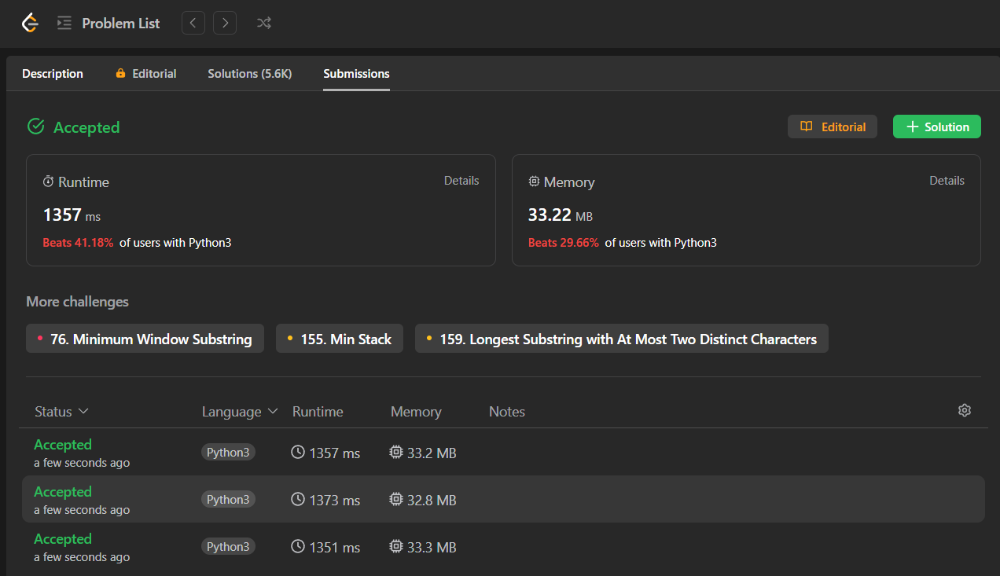 Problem List
Description Editorial Solutions (5.6K) Submissions
Accepted Editorial Solution
Runtime Details Memory Details
1357 ms 33.22 MB
Beats 41.18% of users with Python3 Beats 29.66% of users with Python3
More challenges
76. Minimum Window Substring 155. Min Stack 159. Longest Substring with At Most Two Distinct Characters
Status Language Runtime Memory Notes
Accepted
a few seconds ago Python3 1357 ms 33.2 MB
Accepted
a few seconds ago Python3 1373 ms 32.8 MB
Accepted
a few seconds ago Python3 1351 ms 33.3 MB